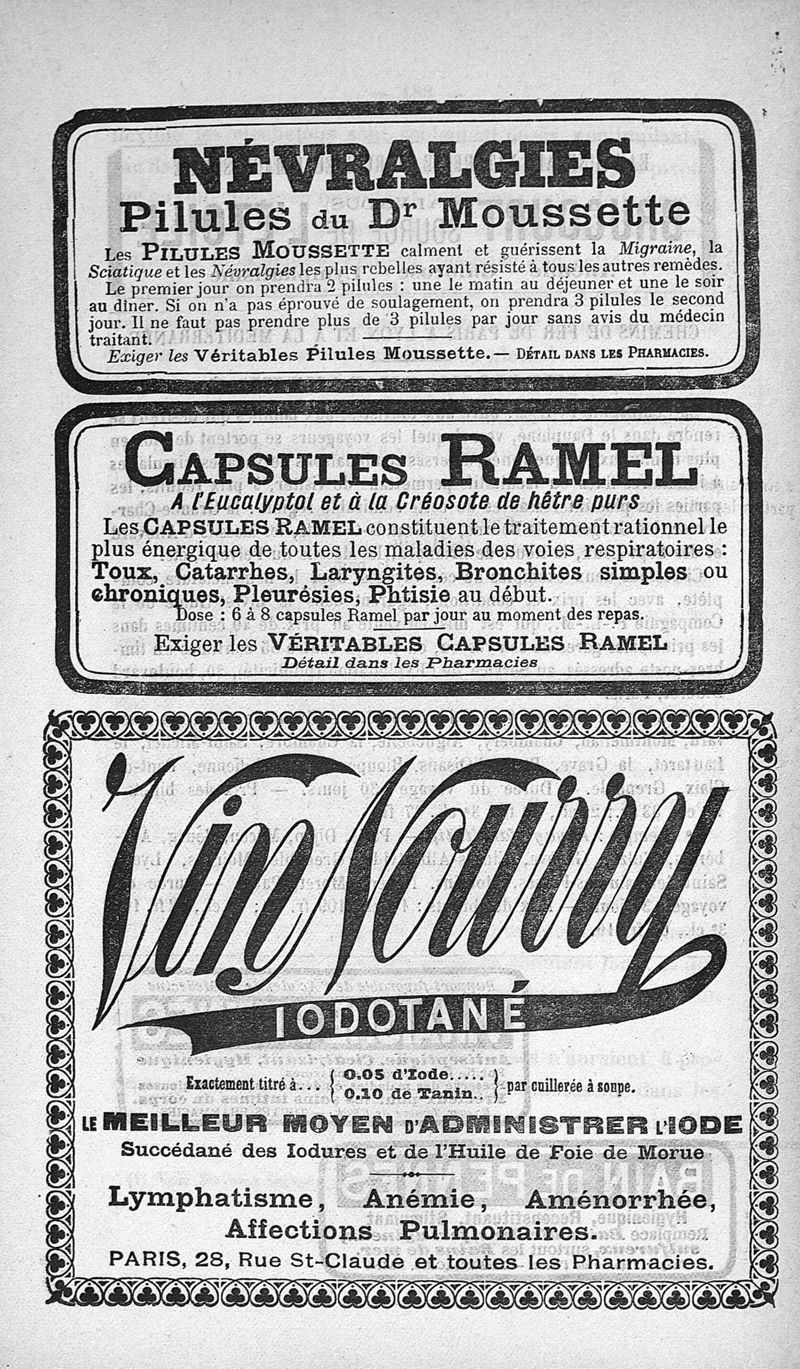 NÉVRALGIES
Pilules du Dr Moussette
Les PILULES MOUSSETTE calment et guérissent la Migraine, la
Sciatique et les Névralgies les plus rebelles ayant résisté à tous les autres remèdes.
Le premier jour on prendra 2 pilules : une le matin au déjeuner et une le soir
au dîner. Si on n'a pas éprouvé de soulagement, on prendra 3 pilules le second
jour. Il ne faut pas prendre plus de 3 pilules par jour sans avis du médecin
traitant.
Exiger les Véritables Pilules Moussette. — DÉTAIL DANS LES PHARMACIES.
CAPSULES RAMEL
A l'Eucalyptol et à la Créosote de hêtre purs
Les CAPSULES RAMEL constituent le traitement rationnel le
plus énergique de toutes les maladies des voies respiratoires :
Toux, Catarrhes, Laryngites, Bronchites simples ou
chroniques, Pleurésies, Phtisie au début.
Dose : 6 à 8 capsules Ramel par jour au moment des repas.
Exiger les VÉRITABLES CAPSULES RAMEL
Détail dans les Pharmacies
Vin Nourry
IODOTANÉ
Exactement titré à... { 0.05 d'Iode..... } par cuillerée à soupe.
0.10 de Tanin..
LE MEILLEUR MOYEN D'ADMINISTRER L'IODE
Succédané des Iodures et de l'Huile de Foie de Morue
Lymphatisme, Anémie, Aménorrhée,
Affections Pulmonaires.
PARIS, 28, Rue St-Claude et toutes les Pharmacies.